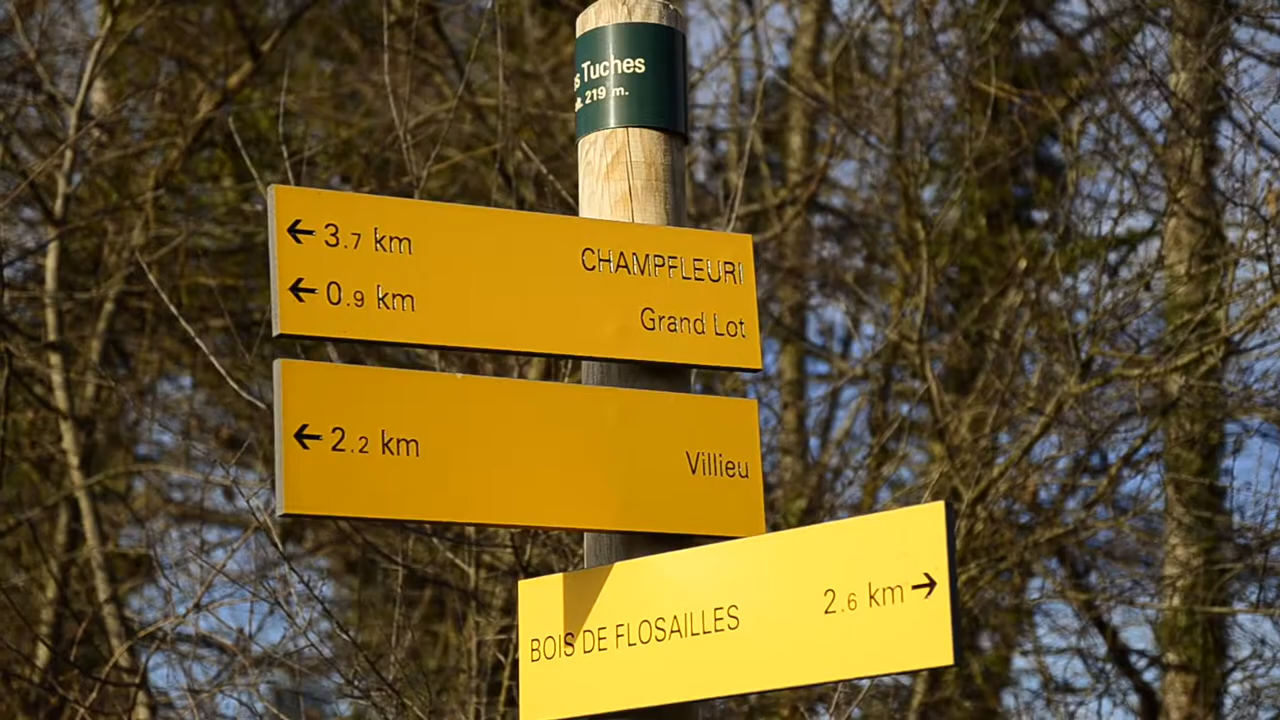 s Tuches
alt. 219 m.
← 3.7 km CHAMPFLEURI
← 0.9 km Grand Lot
← 2.2 km Villieu
BOIS DE FLOSAILLES 2.6 km →